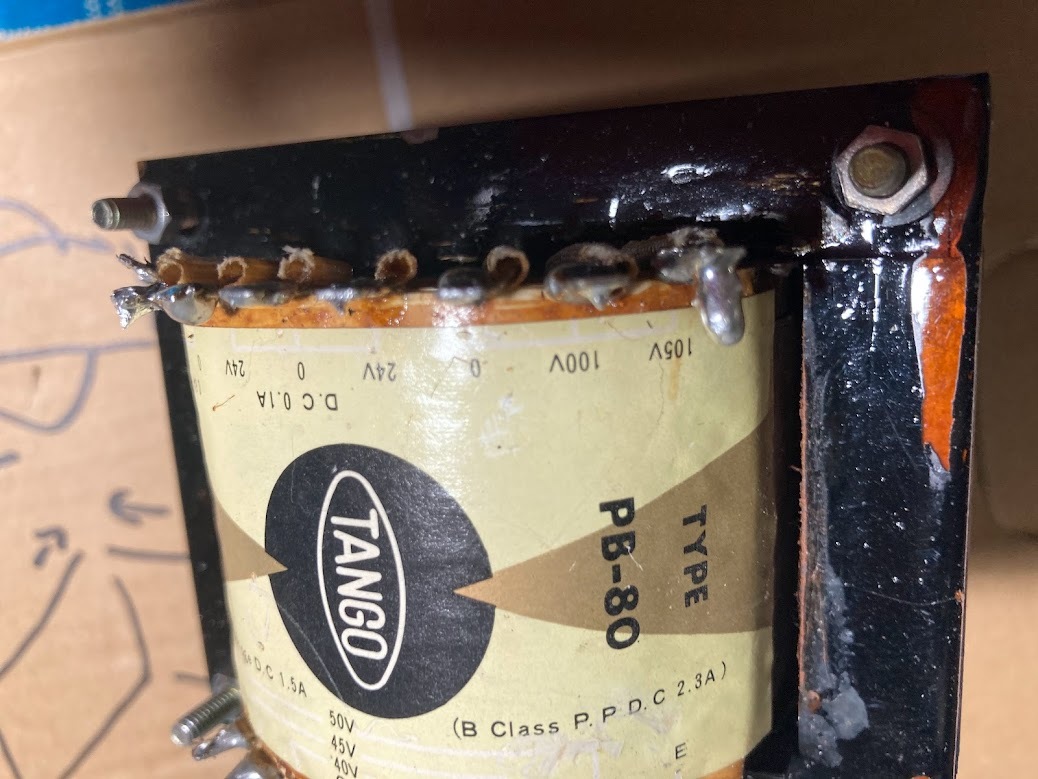 105V
100V
0
24V
0
24V
D.C 0.1A
TANGO
TYPE
PB-80
D.C 1.5A
(B Class P.P D.C 2.3A)
50V
45V
40V
E